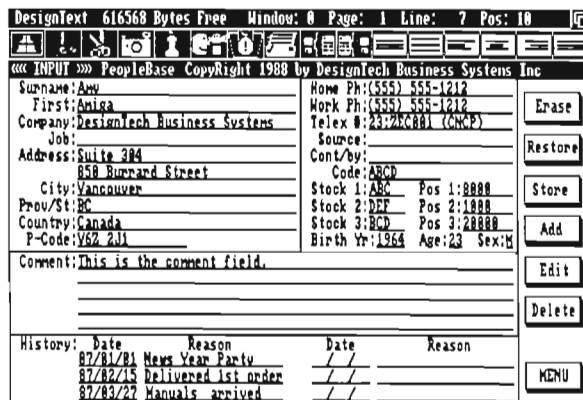 DesignText 616568 Bytes Free Window: 0 Page: 1 Line: 7 Pos: 10
<<<< INPUT >>>> PeopleBase CopyRight 1988 by DesignTech Business Systems Inc
Surname: Amy Home Ph: (555) 555-1212
First: Amiga Work Ph: (555) 555-1212
Company: DesignTech Business Systems Telex #: 23:ZEC801 (CNCP)
Job: Source:
Address: Suite 304 Cont/by:
850 Burrard Street Code: ABCD
City: Vancouver Stock 1: ABC Pos 1: 8000
Prov/St: BC Stock 2: DEF Pos 2: 1000
Country: Canada Stock 3: BCD Pos 3: 20000
P-Code: V6Z 2J1 Birth Yr: 1964 Age: 23 Sex: M
Comment: This is the comment field.
History: Date Reason Date Reason
87/01/01 News Year Party / /
87/02/15 Delivered 1st order / /
87/03/27 Manuals arrived / /
Erase
Restore
Store
Add
Edit
Delete
MENU